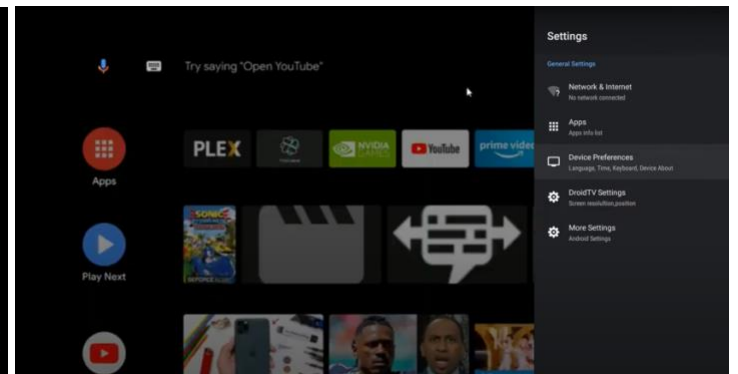 Settings
General Settings
Network & Internet
No network connected
Apps
Apps info list
Device Preferences
Language, Time, Keyboard, Device About
DroidTV Settings
Screen resolution,position
More Settings
Android Settings
Try saying "Open YouTube"
Apps
PLEX
NVIDIA
GAMES
YouTube
prime video
Play Next
SONIC